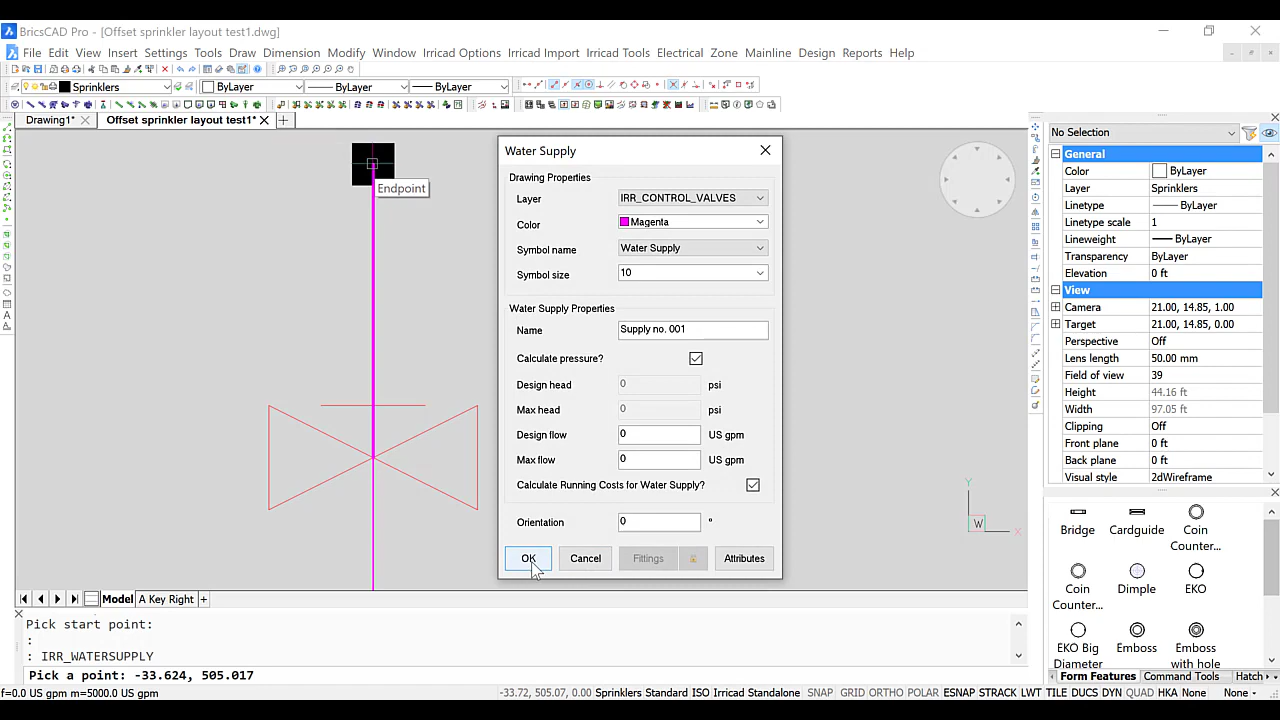 BricsCAD Pro - [Offset sprinkler layout test1.dwg]
File Edit View Insert Settings Tools Draw Dimension Modify Window Irricad Options Irricad Import Irricad Tools Electrical Zone Mainline Design Reports Help
Sprinklers ByLayer ByLayer ByLayer
Drawing1* Offset sprinkler layout test1*
Endpoint
Water Supply
Drawing Properties
Layer IRR_CONTROL_VALVES
Color Magenta
Symbol name Water Supply
Symbol size 10
Water Supply Properties
Name Supply no. 001
Calculate pressure?
Design head 0 psi
Max head 0 psi
Design flow 0 US gpm
Max flow 0 US gpm
Calculate Running Costs for Water Supply?
Orientation 0 °
OK Cancel Fittings Attributes
No Selection
General
Color ByLayer
Layer Sprinklers
Linetype ByLayer
Linetype scale 1
Lineweight ByLayer
Transparency ByLayer
Elevation 0 ft
View
Camera 21.00, 14.85, 1.00
Target 21.00, 14.85, 0.00
Perspective Off
Lens length 50.00 mm
Field of view 39
Height 44.16 ft
Width 97.05 ft
Clipping Off
Front plane 0 ft
Back plane 0 ft
Visual style 2dWireframe
Y
W X
Bridge Cardguide Coin Counter...
Coin Counter... Dimple EKO
EKO Big Diameter Emboss Emboss with hole
Form Features Command Tools Hatch
Model A Key Right +
Pick start point:
:
: IRR_WATERSUPPLY
Pick a point: -33.624, 505.017
f=0.0 US gpm m=5000.0 US gpm
-33.72, 505.07, 0.00 Sprinklers Standard ISO Irricad Standalone SNAP GRID ORTHO POLAR ESNAP STRACK LWT TILE DUCS DYN QUAD HKA None None